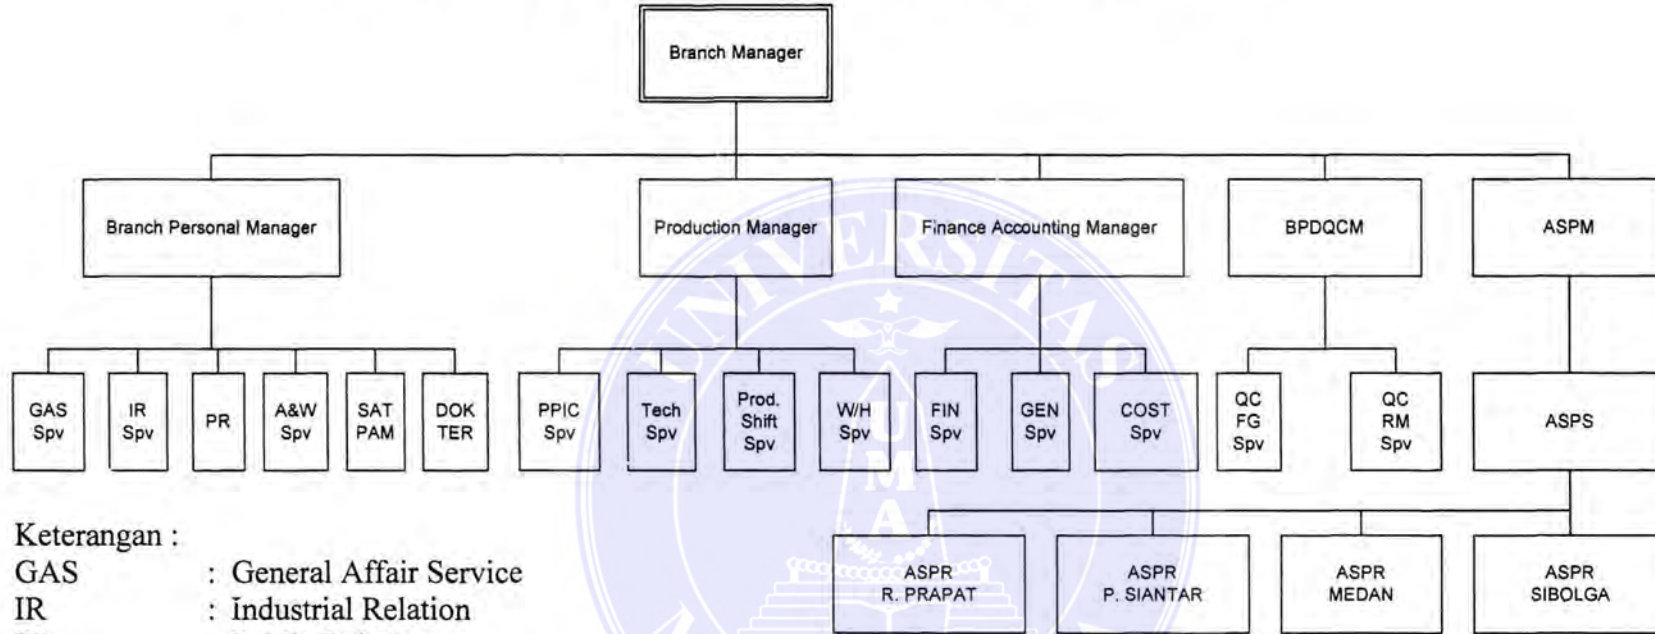 Branch Manager
Branch Personal Manager
Production Manager
Finance Accounting Manager
BPDQCM
ASPM
GAS
Spv
IR
Spv
PR
A&W
Spv
SAT
PAM
DOK
TER
PPIC
Spv
Tech
Spv
Prod.
Shift
Spv
W/H
Spv
FIN
Spv
GEN
Spv
COST
Spv
QC
FG
Spv
QC
RM
Spv
ASPS
ASPR
R. PRAPAT
ASPR
P. SIANTAR
ASPR
MEDAN
ASPR
SIBOLGA
Keterangan :
GAS : General Affair Service
IR : Industrial Relation
UNIVERSITAS
UMA